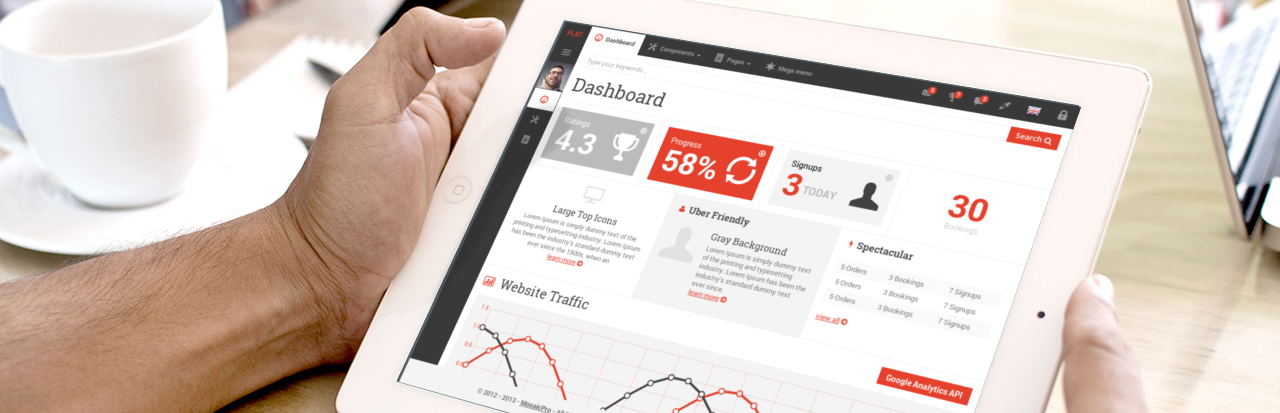 FLAT
Dashboard
Components
Pages
Mega menu
5
7
3
Type your keywords...
Search
Dashboard
Ratings
4.3
Progress
58%
Signups
3 TODAY
30
Bookings
Large Top Icons
Lorem Ipsum is simply dummy text of the
printing and typesetting industry. Lorem Ipsum
has been the industry's standard dummy text
ever since the 1500s, when an
learn more
Uber Friendly
Gray Background
Lorem Ipsum is simply dummy text
of the printing and typesetting
industry. Lorem Ipsum has been the
industry's standard dummy text
ever since.
learn more
Spectacular
5 Orders 3 Bookings 7 Signups
5 Orders 3 Bookings 7 Signups
5 Orders 3 Bookings 7 Signups
view all
Website Traffic
1.5
1.0
0.5
0.0
Google Analytics API
© 2012 - 2013 - MosaicPro - All